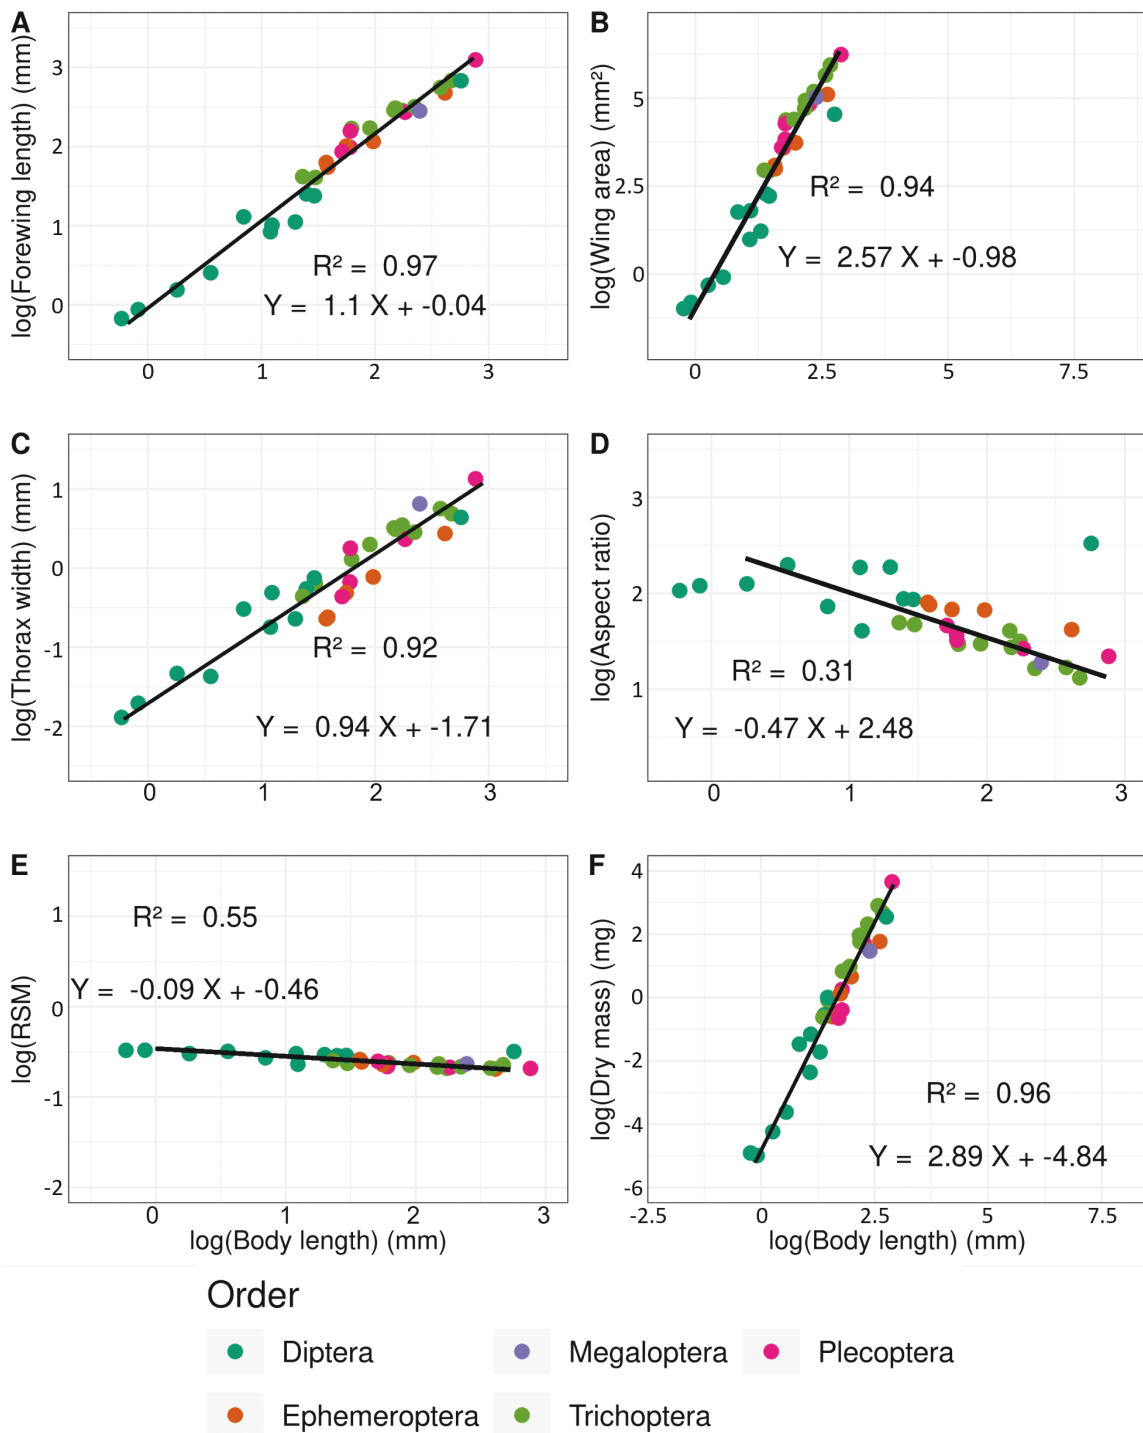 A
log(Forewing length) (mm)
3
2
1
0
R² = 0.97
Y = 1.1 X + -0.04
0 1 2 3
B
log(Wing area) (mm²)
5
2.5
0
R² = 0.94
Y = 2.57 X + -0.98
0 2.5 5 7.5
C
log(Thorax width) (mm)
1
0
-1
-2
R² = 0.92
Y = 0.94 X + -1.71
0 1 2 3
D
log(Aspect ratio)
3
2
1
R² = 0.31
Y = -0.47 X + 2.48
0 1 2 3
E
log(RSM)
1
0
-1
-2
R² = 0.55
Y = -0.09 X + -0.46
0 1 2 3
log(Body length) (mm)
F
log(Dry mass) (mg)
4
2
0
-2
-4
-6
R² = 0.96
Y = 2.89 X + -4.84
-2.5 0 2.5 5 7.5
log(Body length) (mm)
Order
Diptera Megaloptera Plecoptera
Ephemeroptera Trichoptera